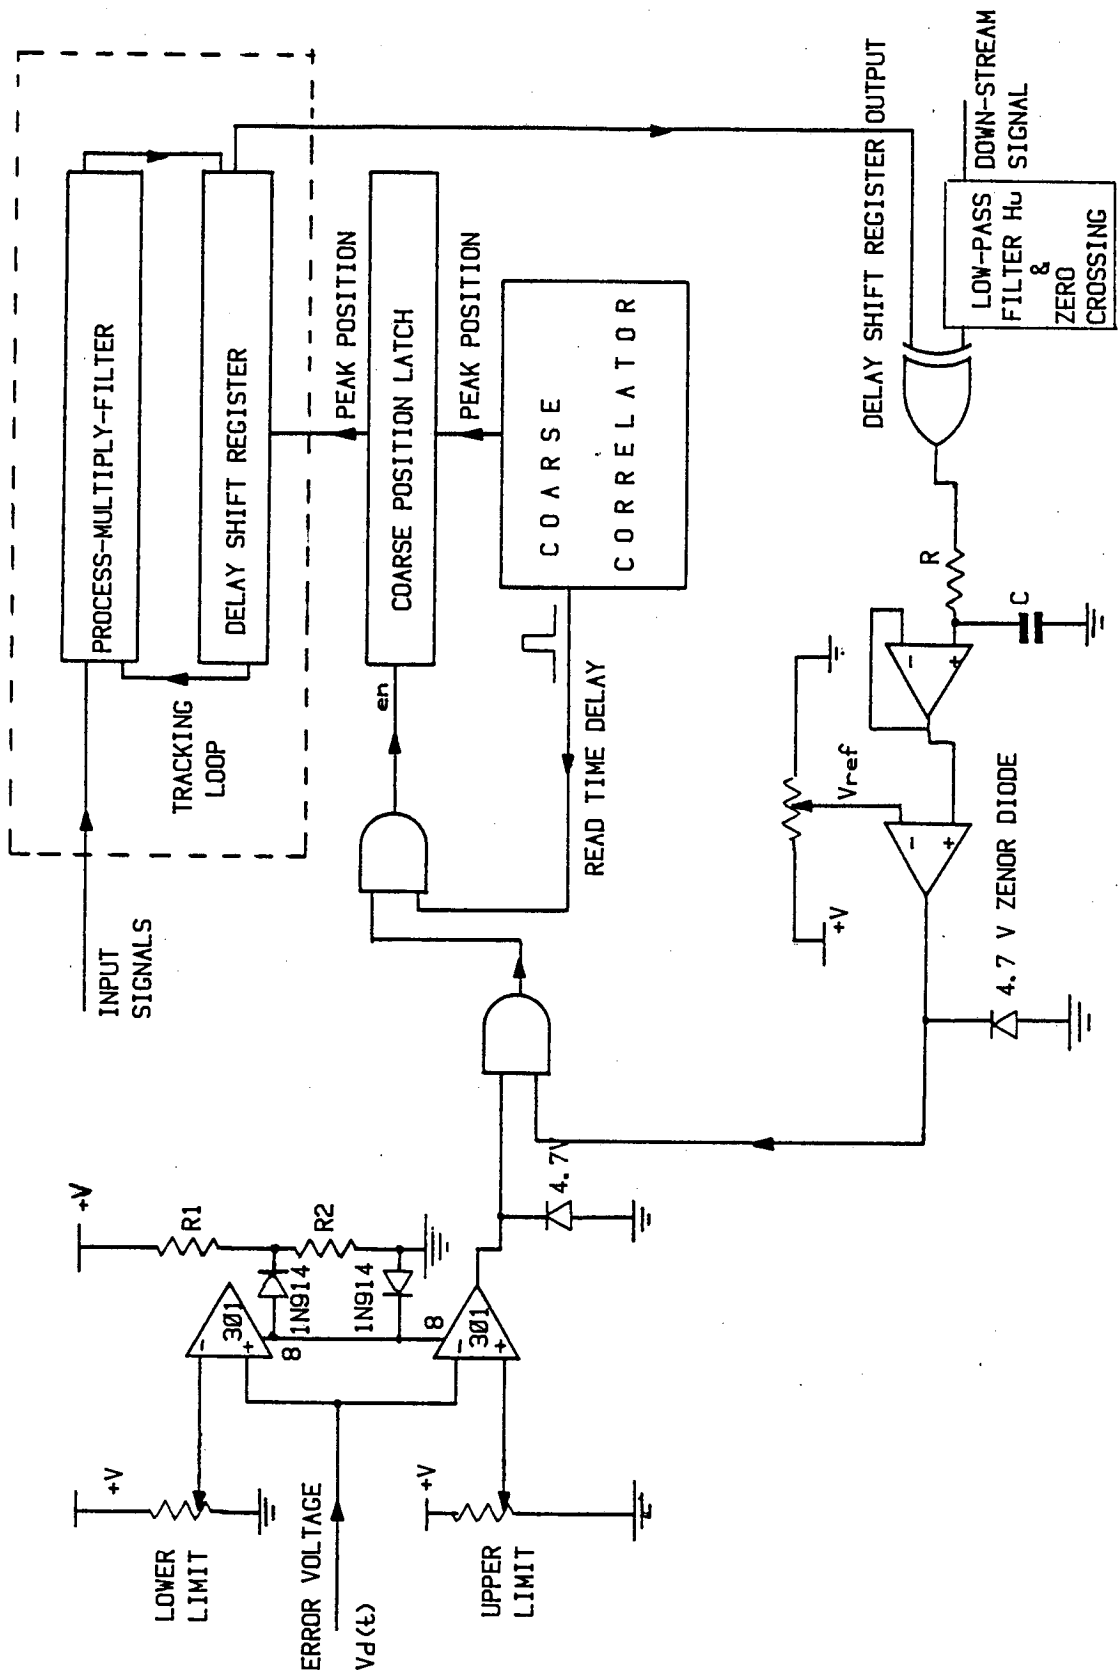 PROCESS-MULTIPLY-FILTER
DELAY SHIFT REGISTER
TRACKING
LOOP
INPUT
SIGNALS
PEAK POSITION
COARSE POSITION LATCH
en
PEAK POSITION
COARSE
CORRELATOR
READ TIME DELAY
DELAY SHIFT REGISTER OUTPUT
DOWN-STREAM
SIGNAL
LOW-PASS
FILTER Hu
&
ZERO
CROSSING
R
C
-
+
Vref
+V
-
+
4.7 V ZENOR DIODE
4.7V
+V
R1
R2
1N914
1N914
301
-
+
8
8
301
-
+
+V
LOWER
LIMIT
ERROR VOLTAGE
Vd(t)
+V
UPPER
LIMIT